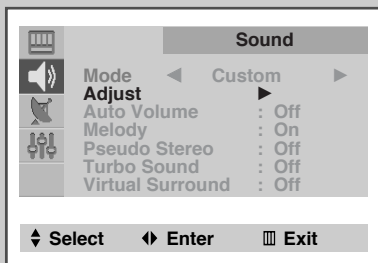 Sound
Mode ◀ Custom ▶
Adjust ▶
Auto Volume : Off
Melody : On
Pseudo Stereo : Off
Turbo Sound : Off
Virtual Surround : Off
Select Enter Exit